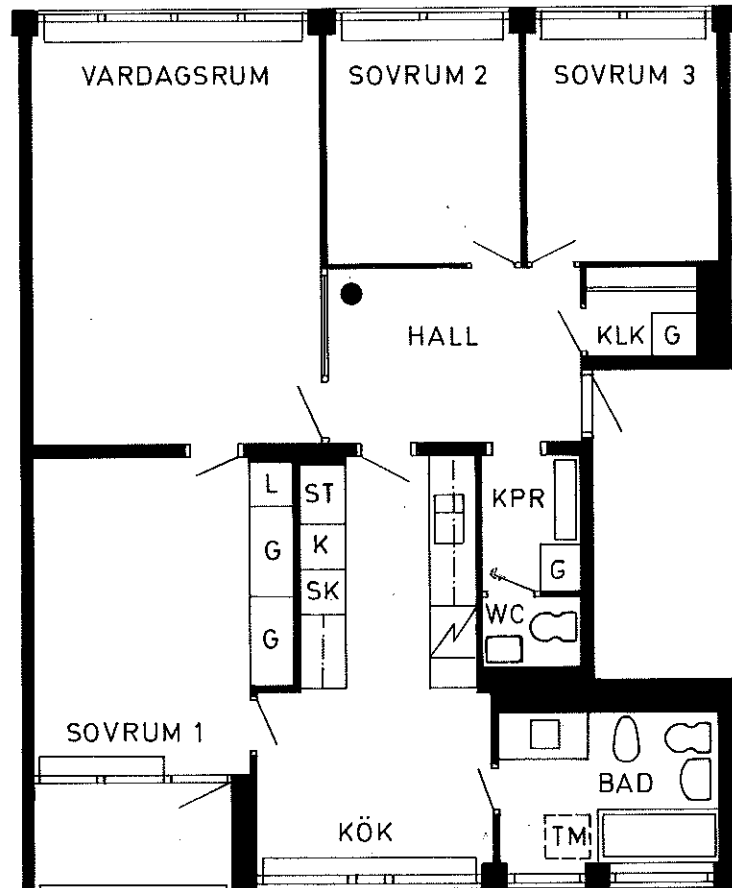 VARDAGSRUM
SOVRUM 2
SOVRUM 3
HALL
KLK
G
L
ST
KPR
G
K
G
SK
WC
G
SOVRUM 1
BAD
KÖK
TM